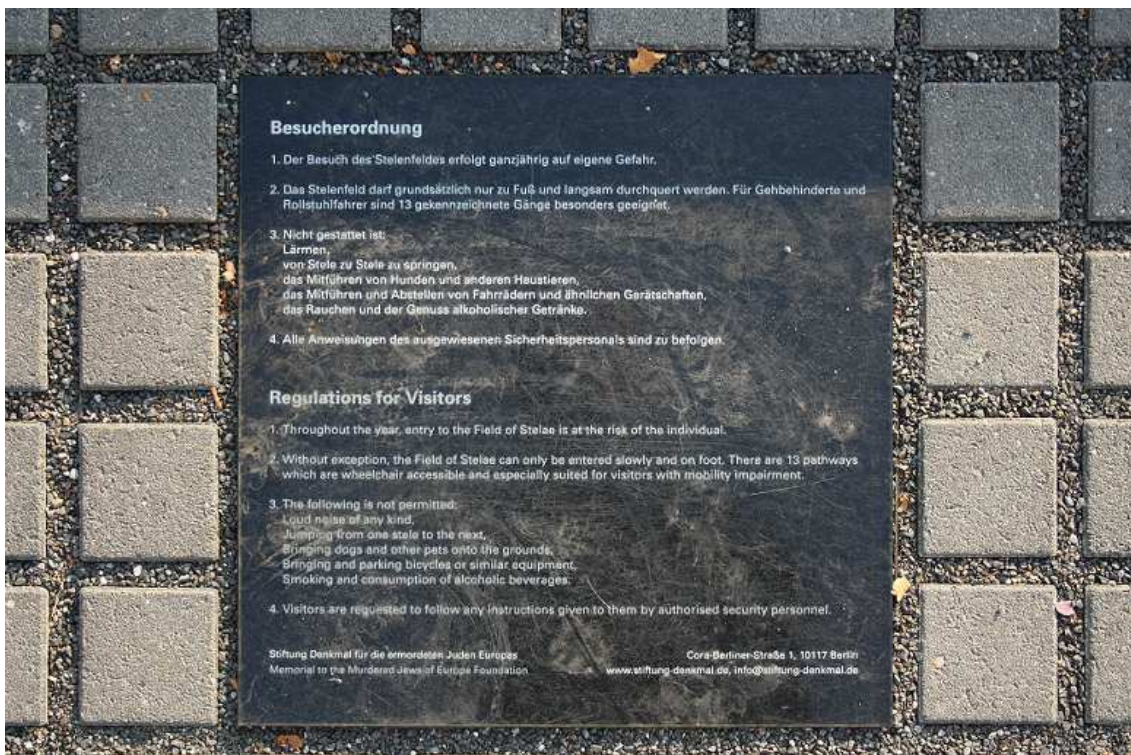 Besucherordnung
1. Der Besuch des Stelenfeldes erfolgt ganzjährig auf eigene Gefahr.
2. Das Stelenfeld darf grundsätzlich nur zu Fuß und langsam durchquert werden. Für Gehbehinderte und
Rollstuhlfahrer sind 13 gekennzeichnete Gänge besonders geeignet.
3. Nicht gestattet ist:
Lärmen,
von Stele zu Stele zu springen,
das Mitführen von Hunden und anderen Haustieren,
das Mitführen und Abstellen von Fahrrädern und ähnlichen Gerätschaften,
das Rauchen und der Genuss alkoholischer Getränke.
4. Alle Anweisungen des ausgewiesenen Sicherheitspersonals sind zu befolgen.
Regulations for Visitors
1. Throughout the year, entry to the Field of Stelae is at the risk of the individual.
2. Without exception, the Field of Stelae can only be entered slowly and on foot. There are 13 pathways
which are wheelchair accessible and especially suited for visitors with mobility impairment.
3. The following is not permitted:
Loud noise of any kind,
Jumping from one stele to the next,
Bringing dogs and other pets onto the grounds,
Bringing and parking bicycles or similar equipment,
Smoking and consumption of alcoholic beverages.
4. Visitors are requested to follow any instructions given to them by authorised security personnel.
Stiftung Denkmal für die ermordeten Juden Europas
Memorial to the Murdered Jews of Europe Foundation
Cora-Berliner-Straße 1, 10117 Berlin
www.stiftung-denkmal.de, info@stiftung-denkmal.de